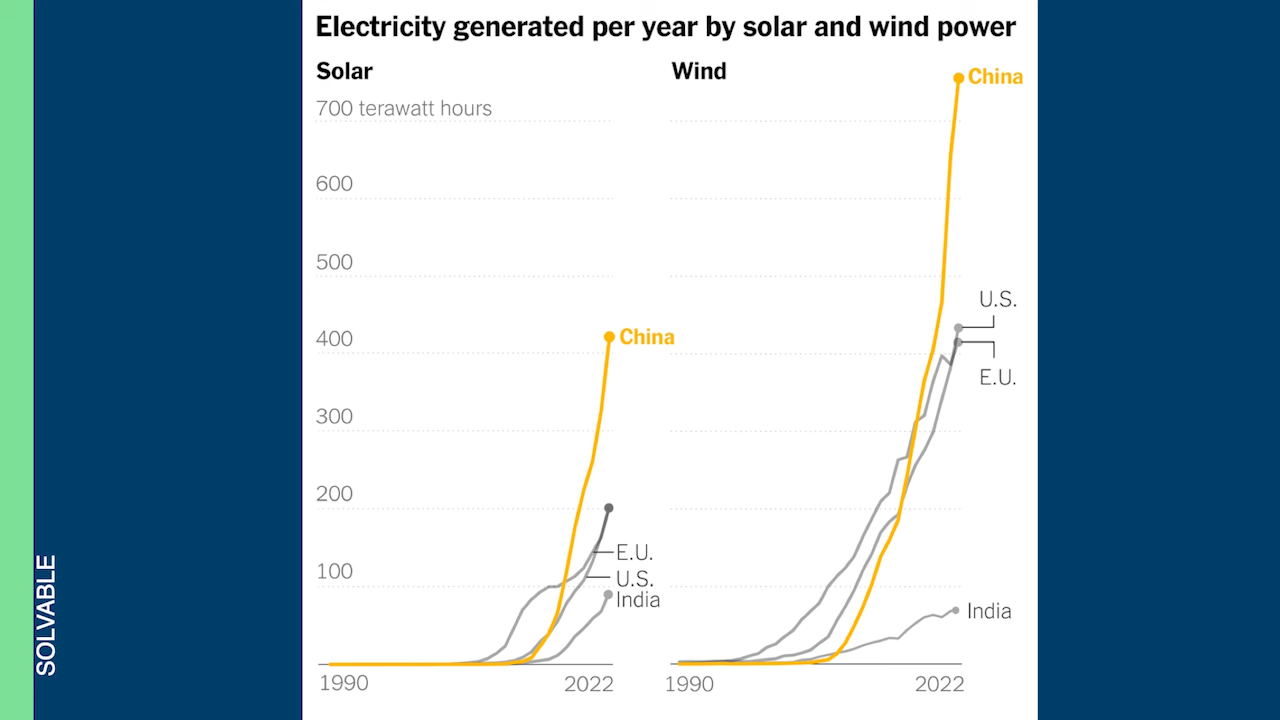 Electricity generated per year by solar and wind power
Solar
700 terawatt hours
600
500
400
300
200
100
China
E.U.
U.S.
India
1990
2022
Wind
China
U.S.
E.U.
India
1990
2022
SOLVABLE